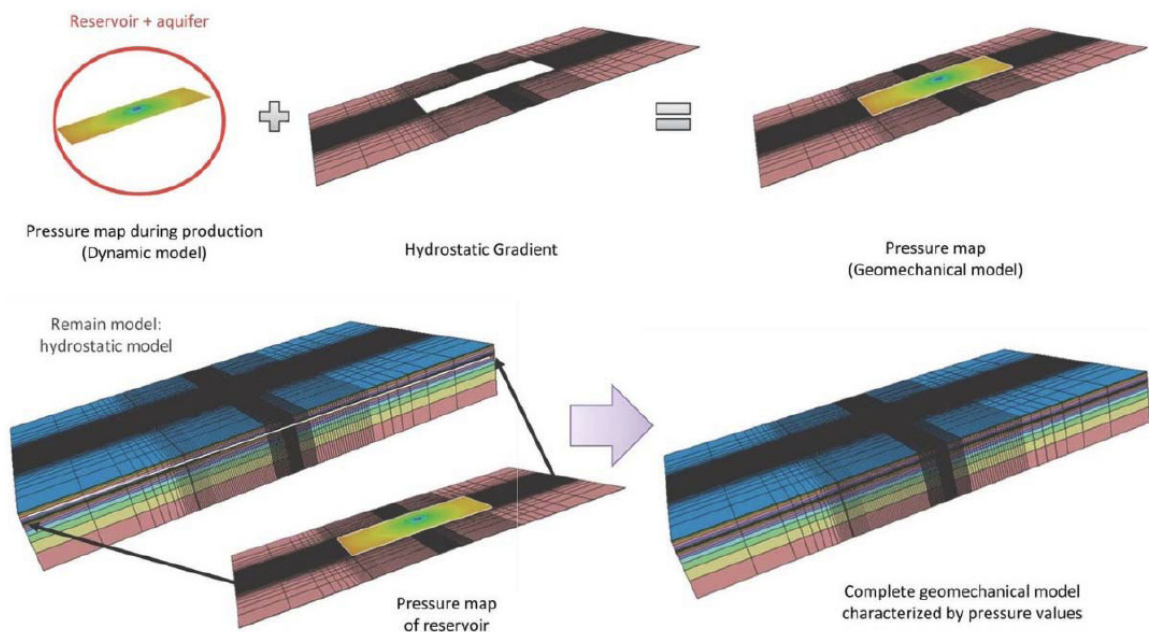 Reservoir + aquifer
Pressure map during production
(Dynamic model)
Hydrostatic Gradient
Pressure map
(Geomechanical model)
Remain model:
hydrostatic model
Pressure map
of reservoir
Complete geomechanical model
characterized by pressure values